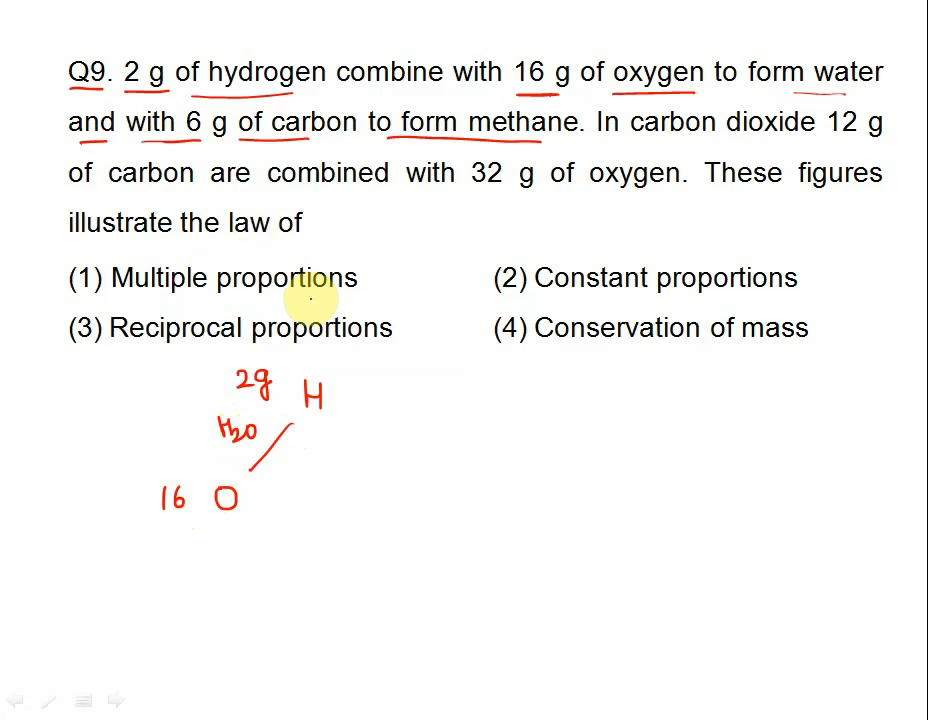 Q9. 2 g of hydrogen combine with 16 g of oxygen to form water
and with 6 g of carbon to form methane. In carbon dioxide 12 g
of carbon are combined with 32 g of oxygen. These figures
illustrate the law of
(1) Multiple proportions (2) Constant proportions
(3) Reciprocal proportions (4) Conservation of mass
2g H
H2O
16 O